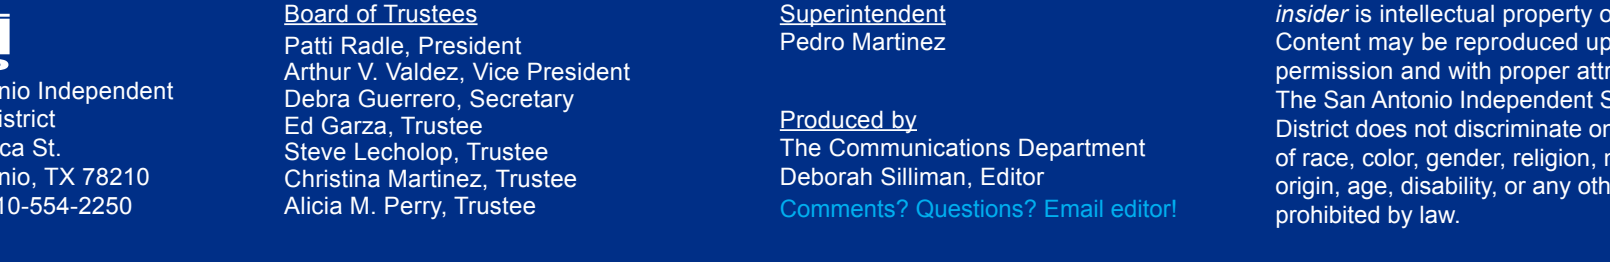 nio Independent
istrict
ca St.
nio, TX 78210
10-554-2250
Board of Trustees
Patti Radle, President
Arthur V. Valdez, Vice President
Debra Guerrero, Secretary
Ed Garza, Trustee
Steve Lecholop, Trustee
Christina Martinez, Trustee
Alicia M. Perry, Trustee
Superintendent
Pedro Martinez
Produced by
The Communications Department
Deborah Silliman, Editor
Comments? Questions? Email editor!
insider is intellectual property o
Content may be reproduced up
permission and with proper attr
The San Antonio Independent S
District does not discriminate on
of race, color, gender, religion, n
origin, age, disability, or any oth
prohibited by law.